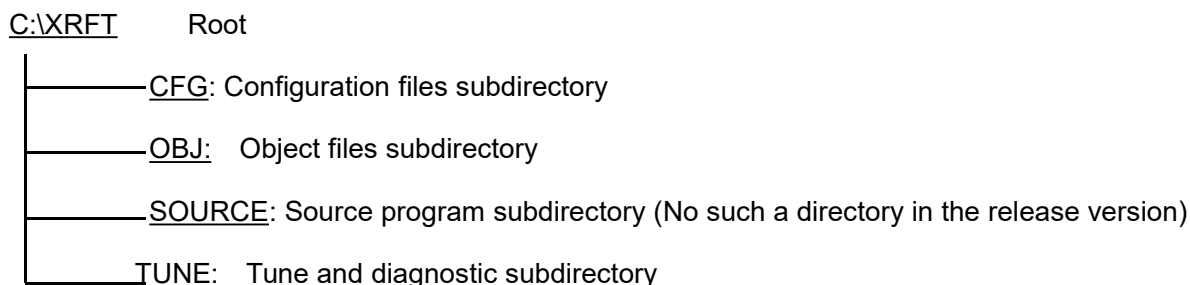 C:\XRFT Root
CFG: Configuration files subdirectory
OBJ: Object files subdirectory
SOURCE: Source program subdirectory (No such a directory in the release version)
TUNE: Tune and diagnostic subdirectory